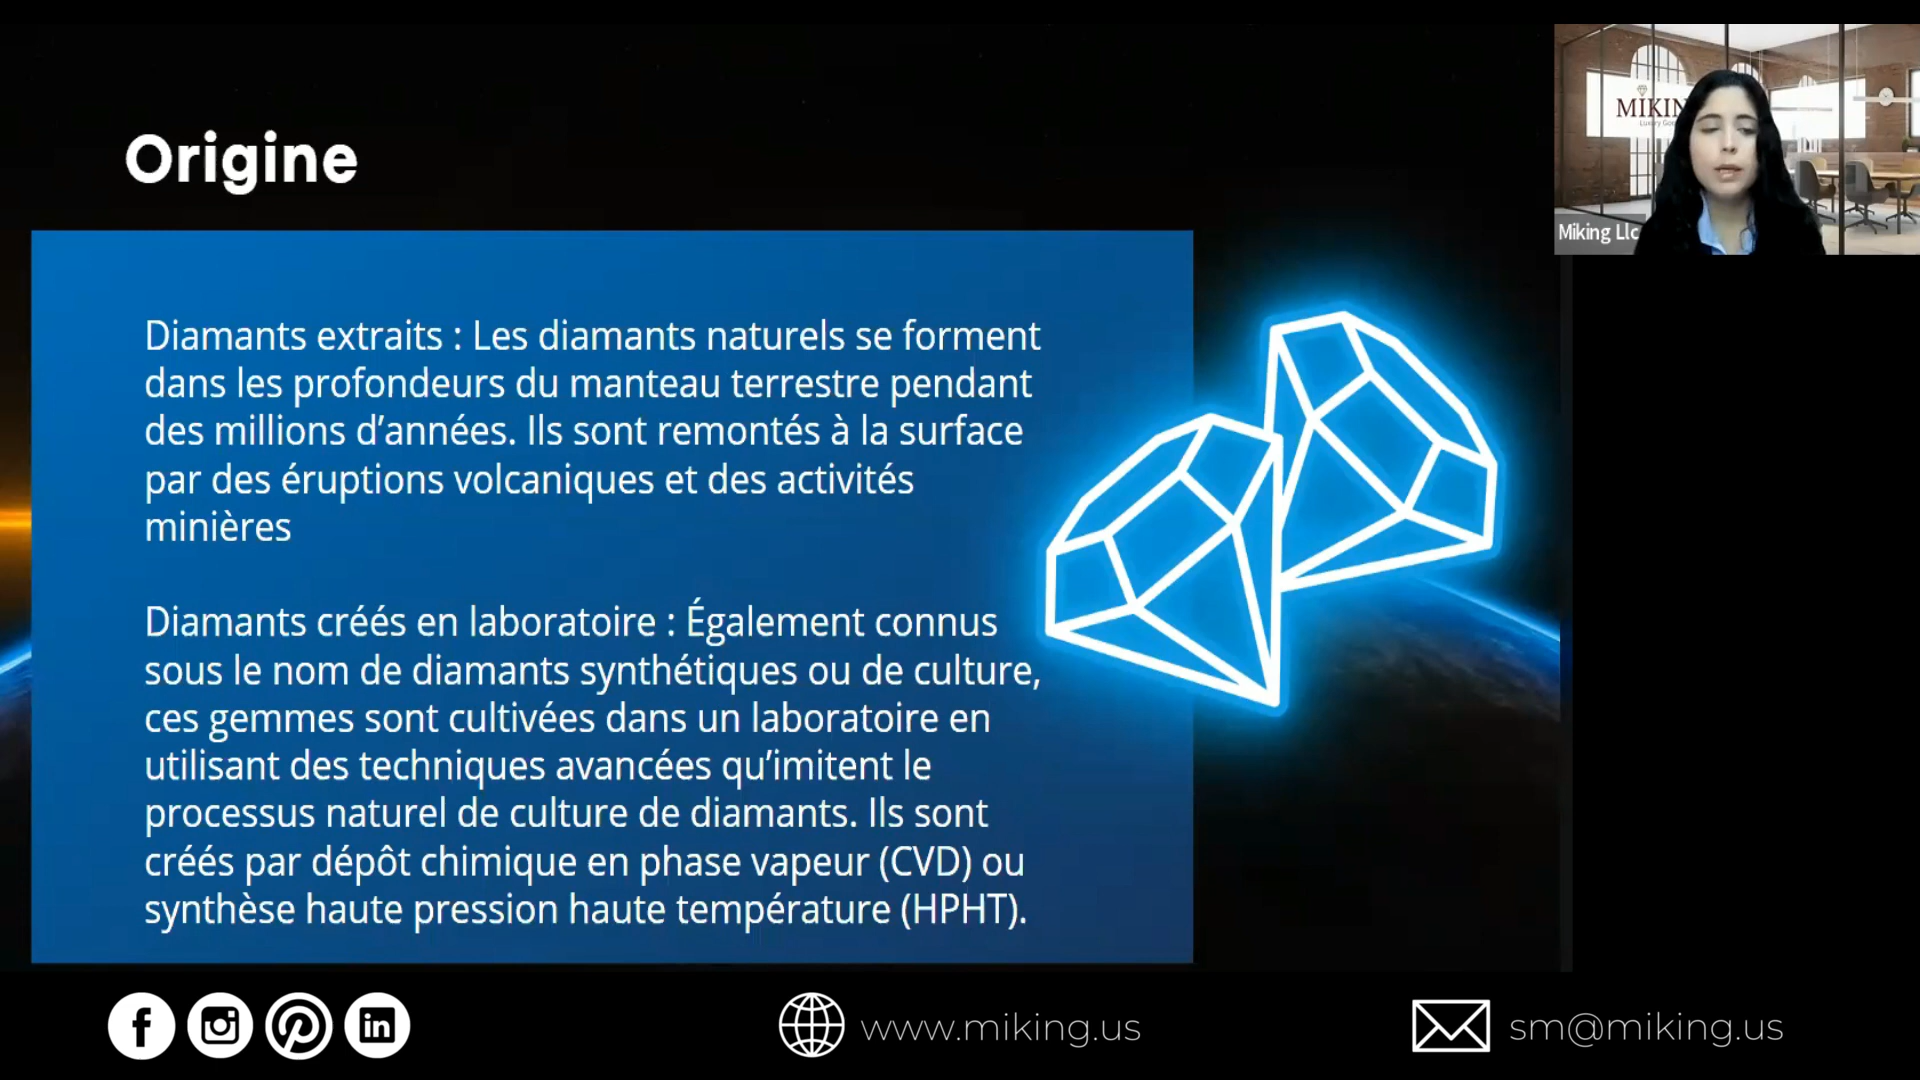 Origine
MIKIN
Miking Llc
Diamants extraits : Les diamants naturels se forment
dans les profondeurs du manteau terrestre pendant
des millions d’années. Ils sont remontés à la surface
par des éruptions volcaniques et des activités
minières
Diamants créés en laboratoire : Également connus
sous le nom de diamants synthétiques ou de culture,
ces gemmes sont cultivées dans un laboratoire en
utilisant des techniques avancées qu’imitent le
processus naturel de culture de diamants. Ils sont
créés par dépôt chimique en phase vapeur (CVD) ou
synthèse haute pression haute température (HPHT).
www.miking.us
sm@miking.us